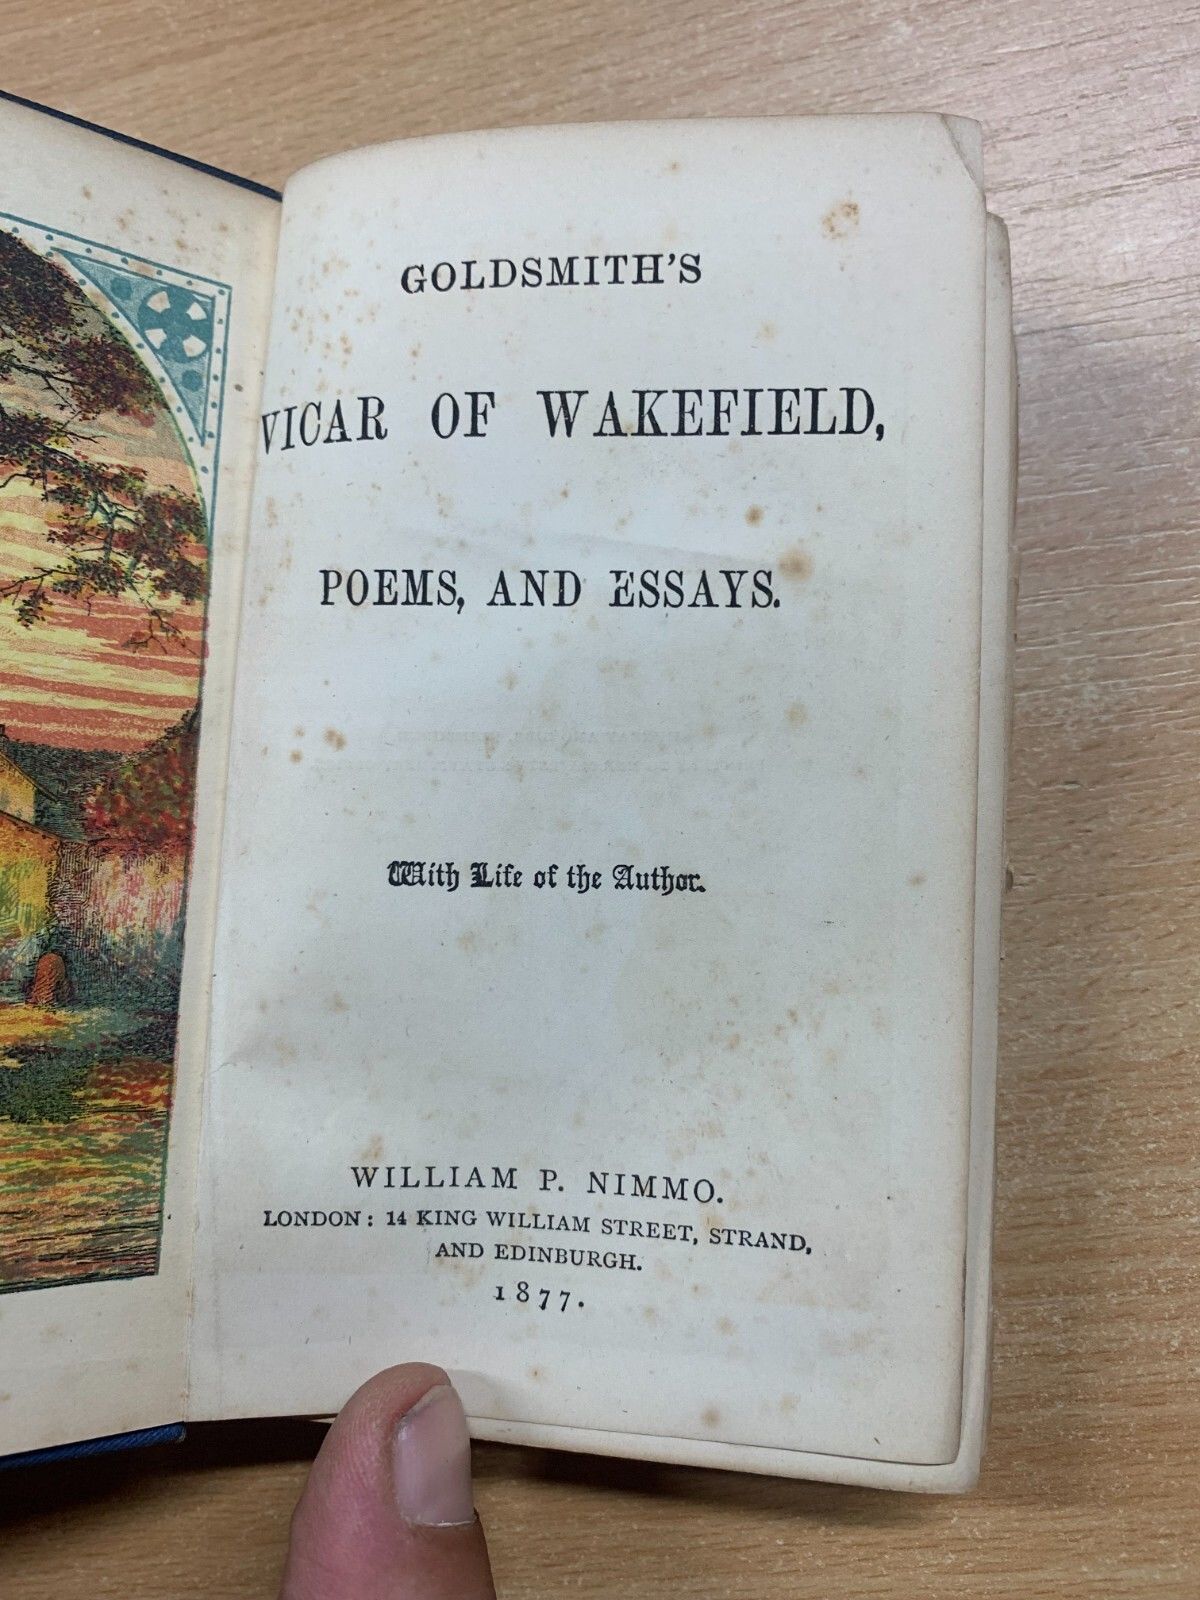 GOLDSMITH'S
VICAR OF WAKEFIELD,
POEMS, AND ESSAYS.
With Life of the Author.
WILLIAM P. NIMMO.
LONDON: 14 KING WILLIAM STREET, STRAND,
AND EDINBURGH.
1877.